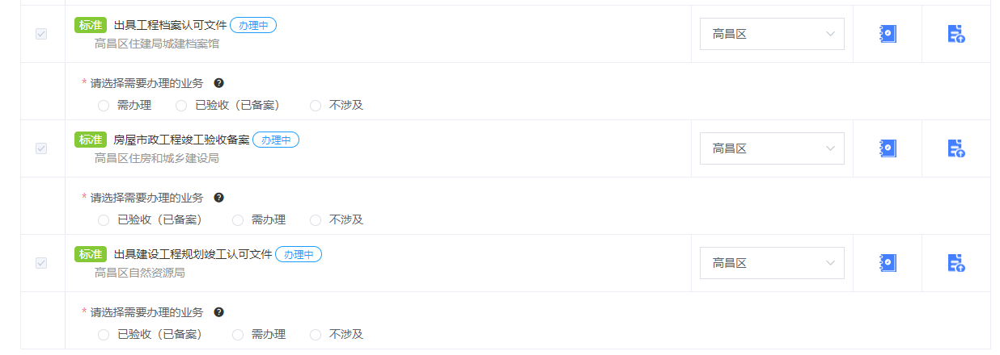 标准 出具工程档案认可文件 办理中
高昌区住建局城建档案馆
高昌区
* 请选择需要办理的业务 ?
需办理 已验收（已备案） 不涉及
标准 房屋市政工程竣工验收备案 办理中
高昌区住房和城乡建设局
高昌区
* 请选择需要办理的业务 ?
已验收（已备案） 需办理 不涉及
标准 出具建设工程规划竣工认可文件 办理中
高昌区自然资源局
高昌区
* 请选择需要办理的业务 ?
已验收（已备案） 需办理 不涉及